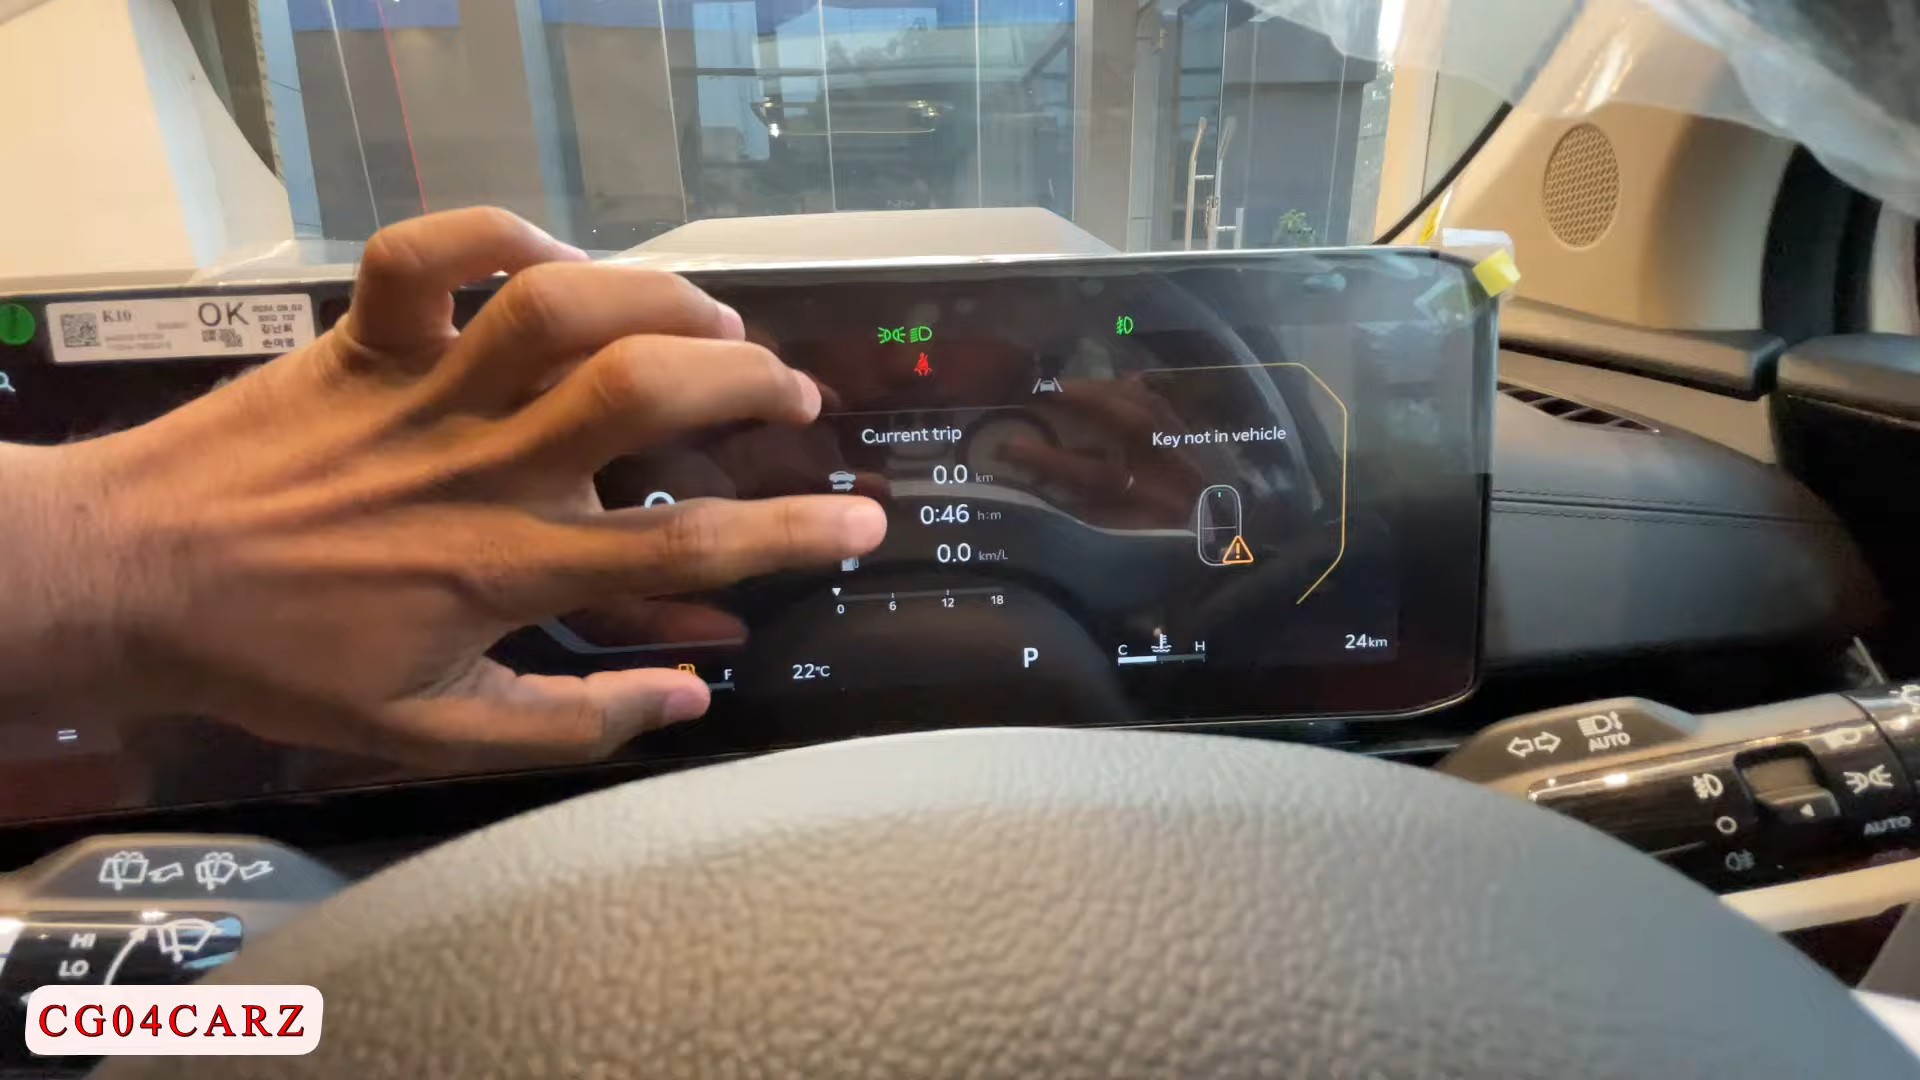 K10
OK
Current trip
0.0 km
0:46 h:m
0.0 km/L
0 6 12 18
Key not in vehicle
F
22°C
P
C H
24km
AUTO
AUTO
HI
LO
CG04CARZ